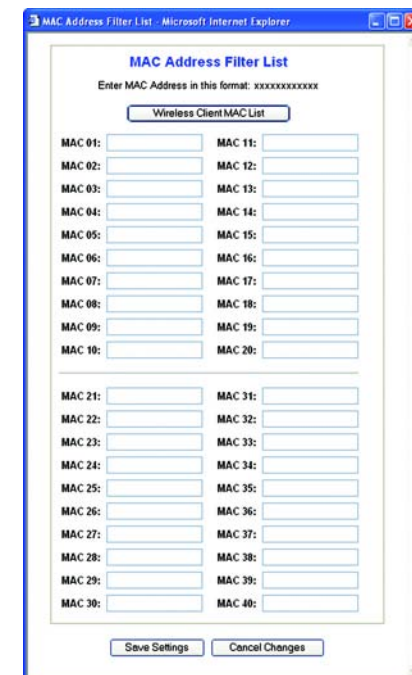 MAC Address Filter List - Microsoft Internet Explorer
MAC Address Filter List
Enter MAC Address in this format: xxxxxxxxxxxx
Wireless Client MAC List
MAC 01: MAC 11:
MAC 02: MAC 12:
MAC 03: MAC 13:
MAC 04: MAC 14:
MAC 05: MAC 15:
MAC 06: MAC 16:
MAC 07: MAC 17:
MAC 08: MAC 18:
MAC 09: MAC 19:
MAC 10: MAC 20:
MAC 21: MAC 31:
MAC 22: MAC 32:
MAC 23: MAC 33:
MAC 24: MAC 34:
MAC 25: MAC 35:
MAC 26: MAC 36:
MAC 27: MAC 37:
MAC 28: MAC 38:
MAC 29: MAC 39:
MAC 30: MAC 40:
Save Settings Cancel Changes